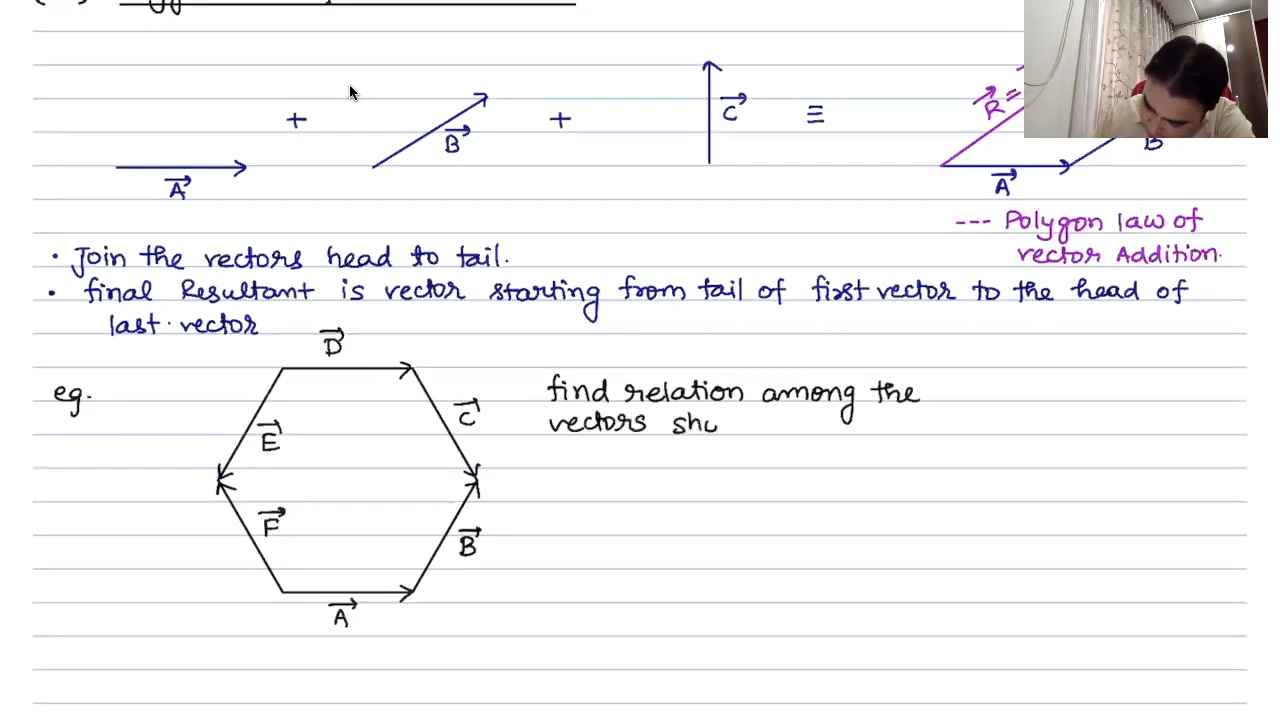 + + ≡
A⃗ B⃗ C⃗ R⃗ = A⃗ B
--- Polygon law of
vector Addition.
· Join the vectors head to tail.
· final Resultant is vector starting from tail of first vector to the head of
last vector
D⃗
eg.
find relation among the
C⃗
vectors sho
E⃗
F⃗
B⃗
A⃗